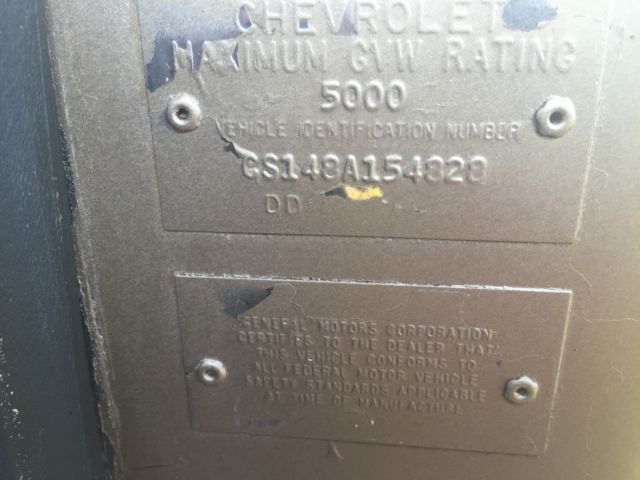 CHEVROLET
MAXIMUM GVW RATING
5000
VEHICLE IDENTIFICATION NUMBER
CS148A154828
DD
GENERAL MOTORS CORPORATION
CERTIFIES TO THE DEALER THAT
THIS VEHICLE CONFORMS TO
ALL FEDERAL MOTOR VEHICLE
SAFETY STANDARDS APPLICABLE
AT TIME OF MANUFACTURE